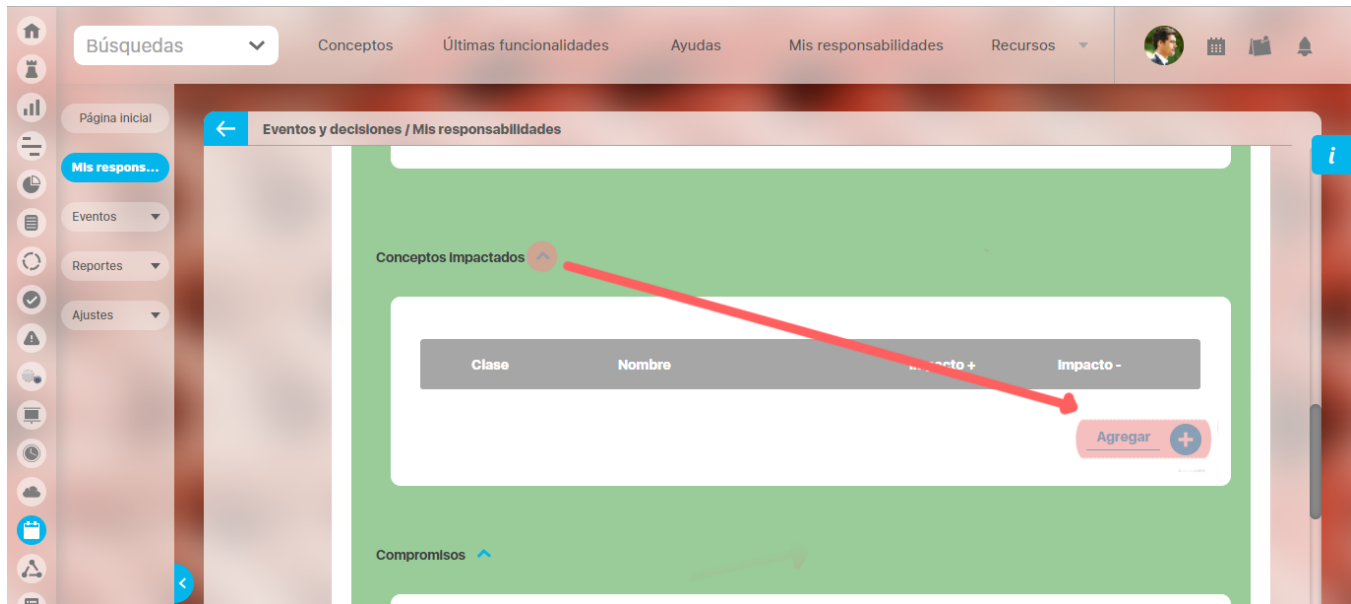 Búsquedas
Conceptos
Últimas funcionalidades
Ayudas
Mis responsabilidades
Recursos
Página inicial
Mis respons...
Eventos
Reportes
Ajustes
Eventos y decisiones / Mis responsabilidades
i
Conceptos Impactados
Clase Nombre Impacto + Impacto -
Agregar
Compromisos